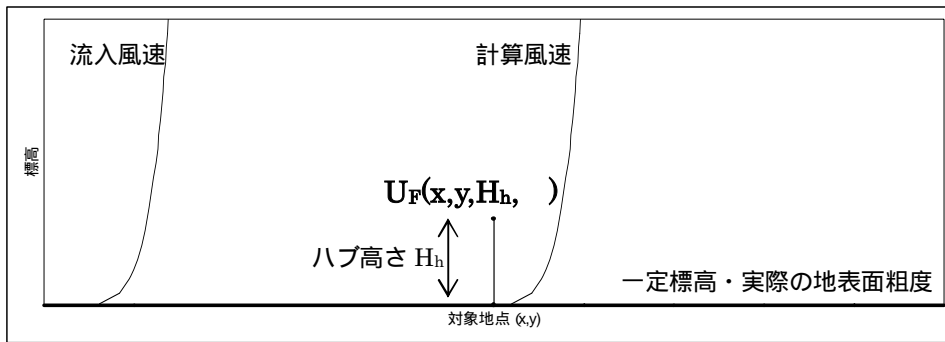 流入風速
計算風速
標高
UF(x,y,Hh, )
ハブ高さ Hh
一定標高・実際の地表面粗度
対象地点 (x,y)